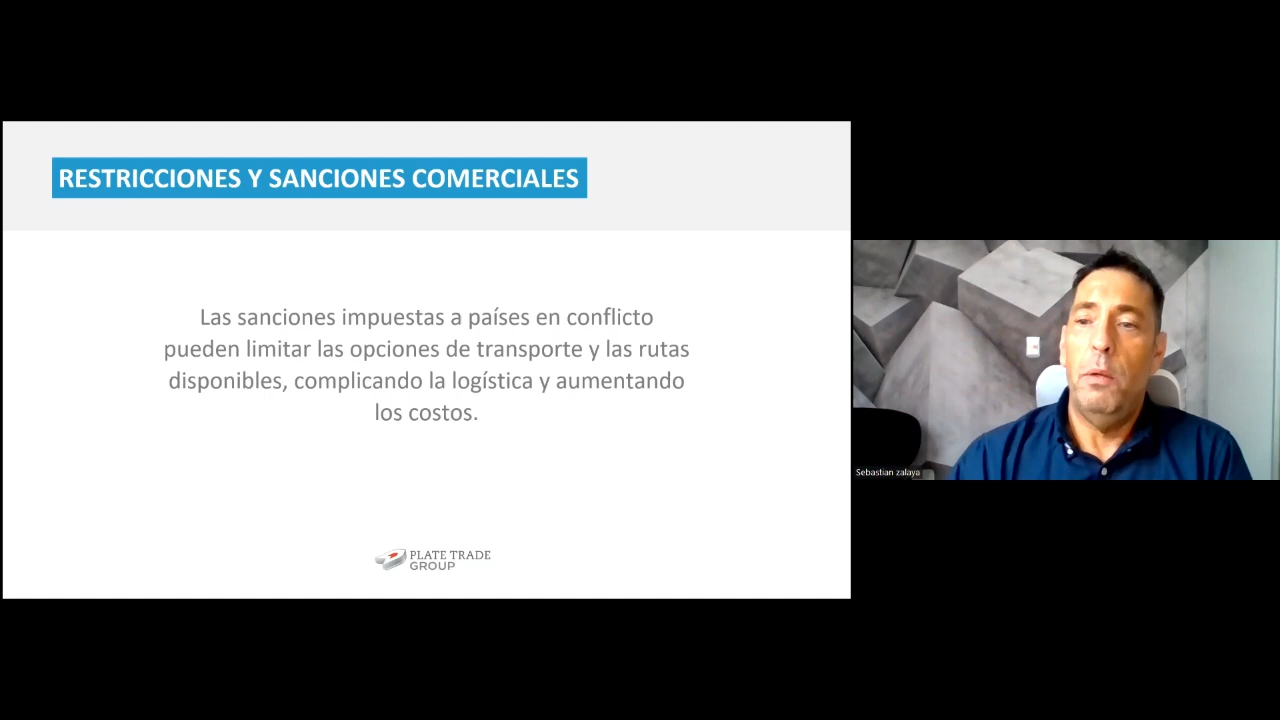 RESTRICCIONES Y SANCIONES COMERCIALES
Las sanciones impuestas a países en conflicto
pueden limitar las opciones de transporte y las rutas
disponibles, complicando la logística y aumentando
los costos.
PLATE TRADE
GROUP
Sebastian zalaya